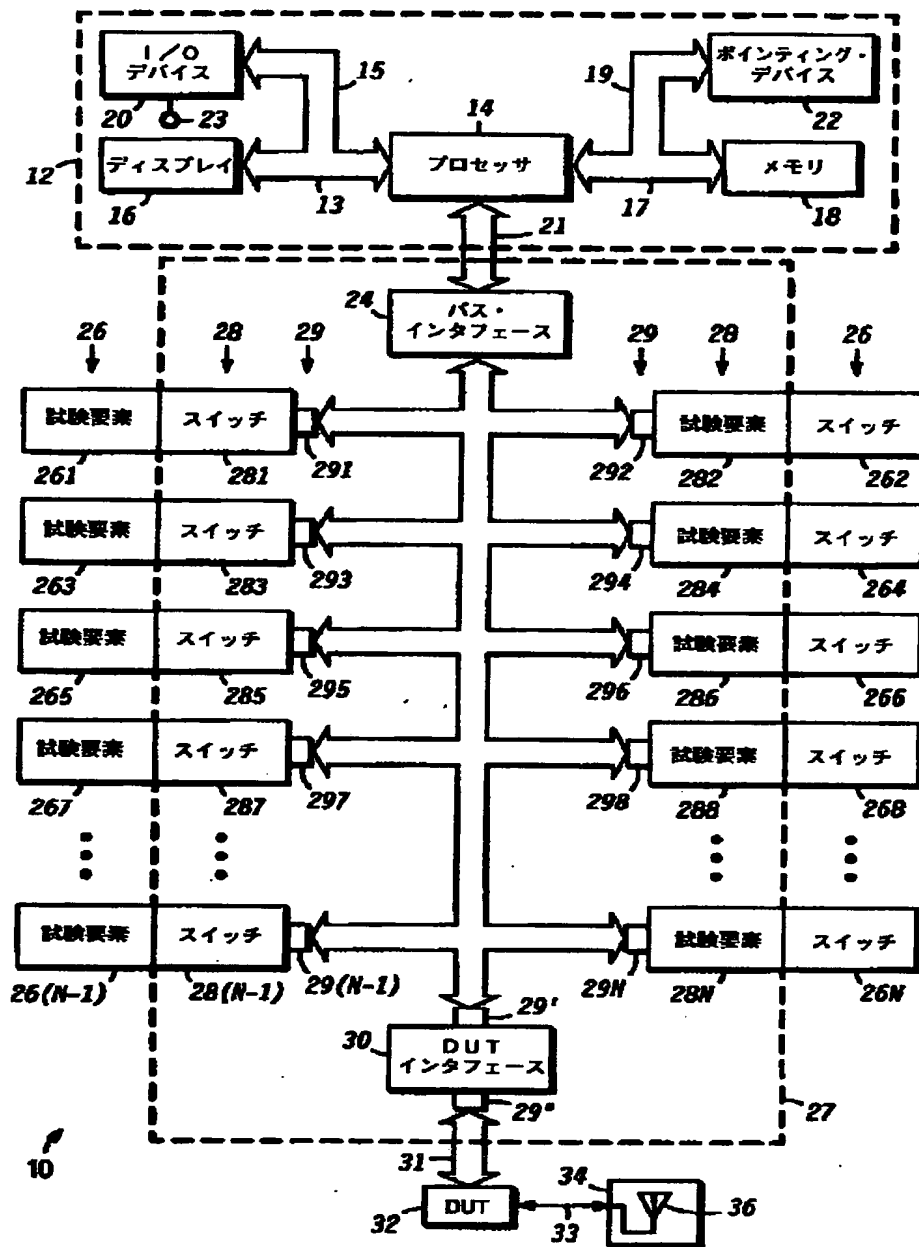 I/O
デバイス
20
23
15
19
ポインティング・
デバイス
22
14
プロセッサ
12
ディスプレイ
16
13
17
メモリ
18
21
24
バス・
インタフェース
26
28
29
29
28
26
試験要素
スイッチ
試験要素
スイッチ
261
281
291
292
282
262
試験要素
スイッチ
試験要素
スイッチ
263
283
293
294
284
264
試験要素
スイッチ
試験要素
スイッチ
265
285
295
296
286
266
試験要素
スイッチ
試験要素
スイッチ
267
287
297
298
288
268
試験要素
スイッチ
試験要素
スイッチ
26(N-1)
28(N-1)
29(N-1)
29N
28N
26N
29'
30
DUT
インタフェース
29"
27
10
31
32
DUT
33
34
36